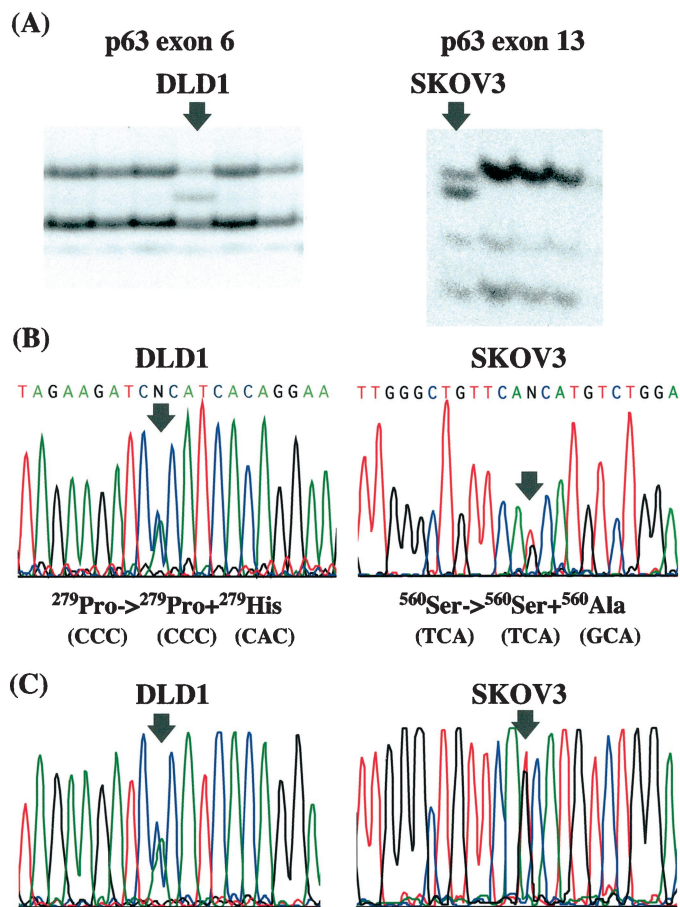 (A)
p63 exon 6 p63 exon 13
DLD1 SKOV3
(B)
DLD1 SKOV3
TAGAAGATCNCATCACAGGAA TTGGGCTGTTCANCATGTCTGGA
²⁷⁹Pro->²⁷⁹Pro+²⁷⁹His ⁵⁶⁰Ser->⁵⁶⁰Ser+⁵⁶⁰Ala
(CCC) (CCC) (CAC) (TCA) (TCA) (GCA)
(C)
DLD1 SKOV3